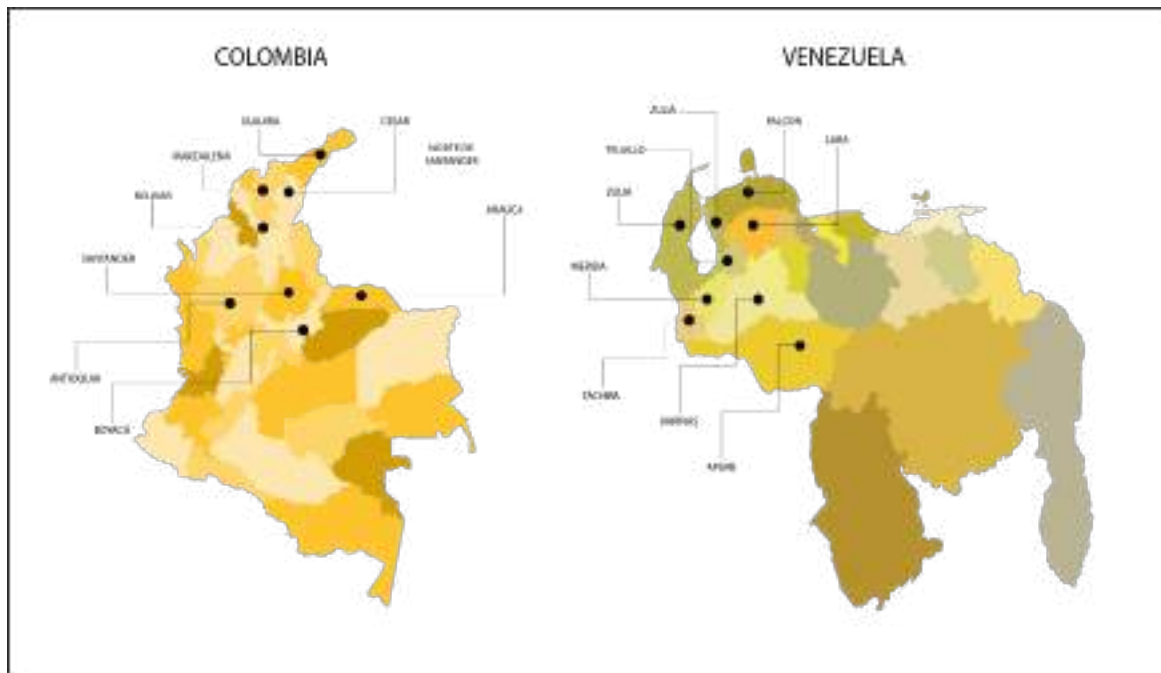 COLOMBIA
VENEZUELA
GUAJIRA
CESAR
MAGDALENA
NORTE DE
SANTANDER
BOLIVAR
ARAUCA
SANTANDER
ANTIOQUIA
BOYACÁ
ZULIA
FALCON
TRUJILLO
LARA
ZULIA
MERIDA
TACHIRA
BARINAS
APURE